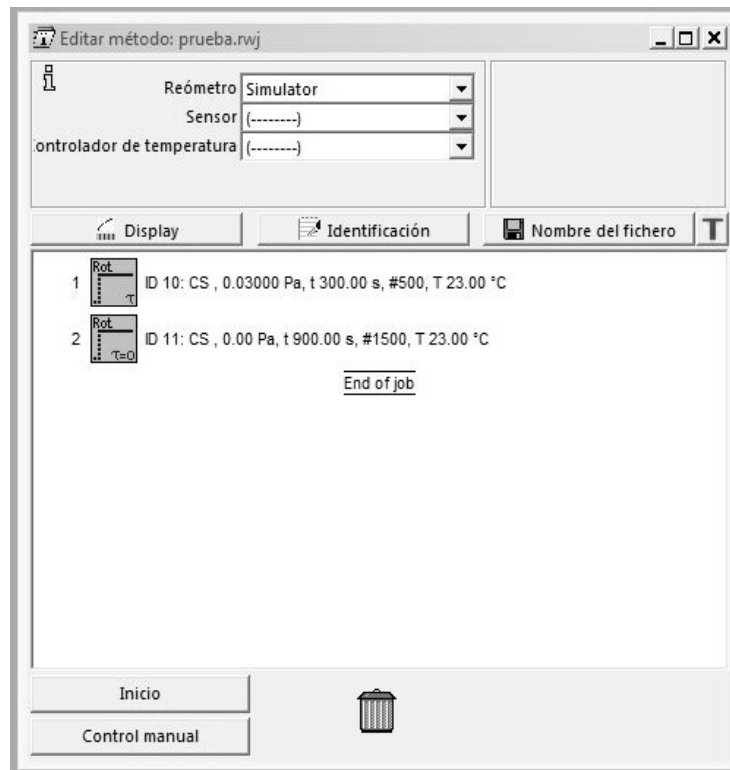 Editar método: prueba.rwj
Reómetro Simulator
Sensor (--------)
ontrolador de temperatura (--------)
Display Identificación Nombre del fichero T
1 Rot τ ID 10: CS , 0.03000 Pa, t 300.00 s, #500, T 23.00 °C
2 Rot τ=0 ID 11: CS , 0.00 Pa, t 900.00 s, #1500, T 23.00 °C
End of job
Inicio
Control manual